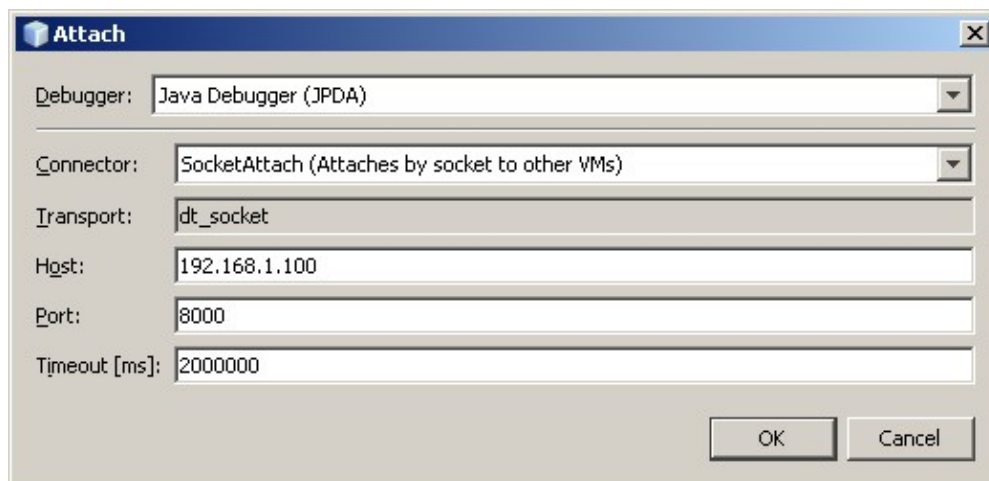 Attach
Debugger: Java Debugger (JPDA)
Connector: SocketAttach (Attaches by socket to other VMs)
Transport: dt_socket
Host: 192.168.1.100
Port: 8000
Timeout [ms]: 2000000
OK Cancel